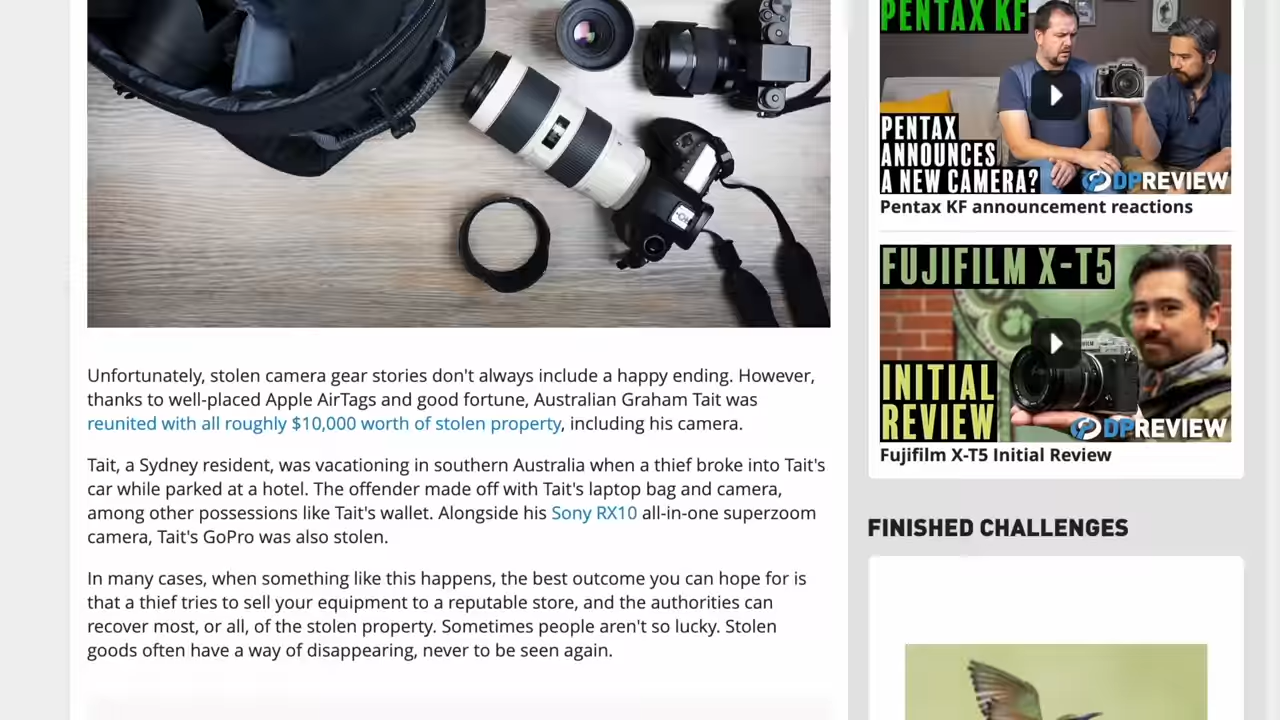 Unfortunately, stolen camera gear stories don't always include a happy ending. However,
thanks to well-placed Apple AirTags and good fortune, Australian Graham Tait was
reunited with all roughly $10,000 worth of stolen property, including his camera.
Tait, a Sydney resident, was vacationing in southern Australia when a thief broke into Tait's
car while parked at a hotel. The offender made off with Tait's laptop bag and camera,
among other possessions like Tait's wallet. Alongside his Sony RX10 all-in-one superzoom
camera, Tait's GoPro was also stolen.
In many cases, when something like this happens, the best outcome you can hope for is
that a thief tries to sell your equipment to a reputable store, and the authorities can
recover most, or all, of the stolen property. Sometimes people aren't so lucky. Stolen
goods often have a way of disappearing, never to be seen again.
PENTAX KF
PENTAX
ANNOUNCES
A NEW CAMERA?
DPREVIEW
Pentax KF announcement reactions
FUJIFILM X-T5
INITIAL
REVIEW
DPREVIEW
Fujifilm X-T5 Initial Review
FINISHED CHALLENGES